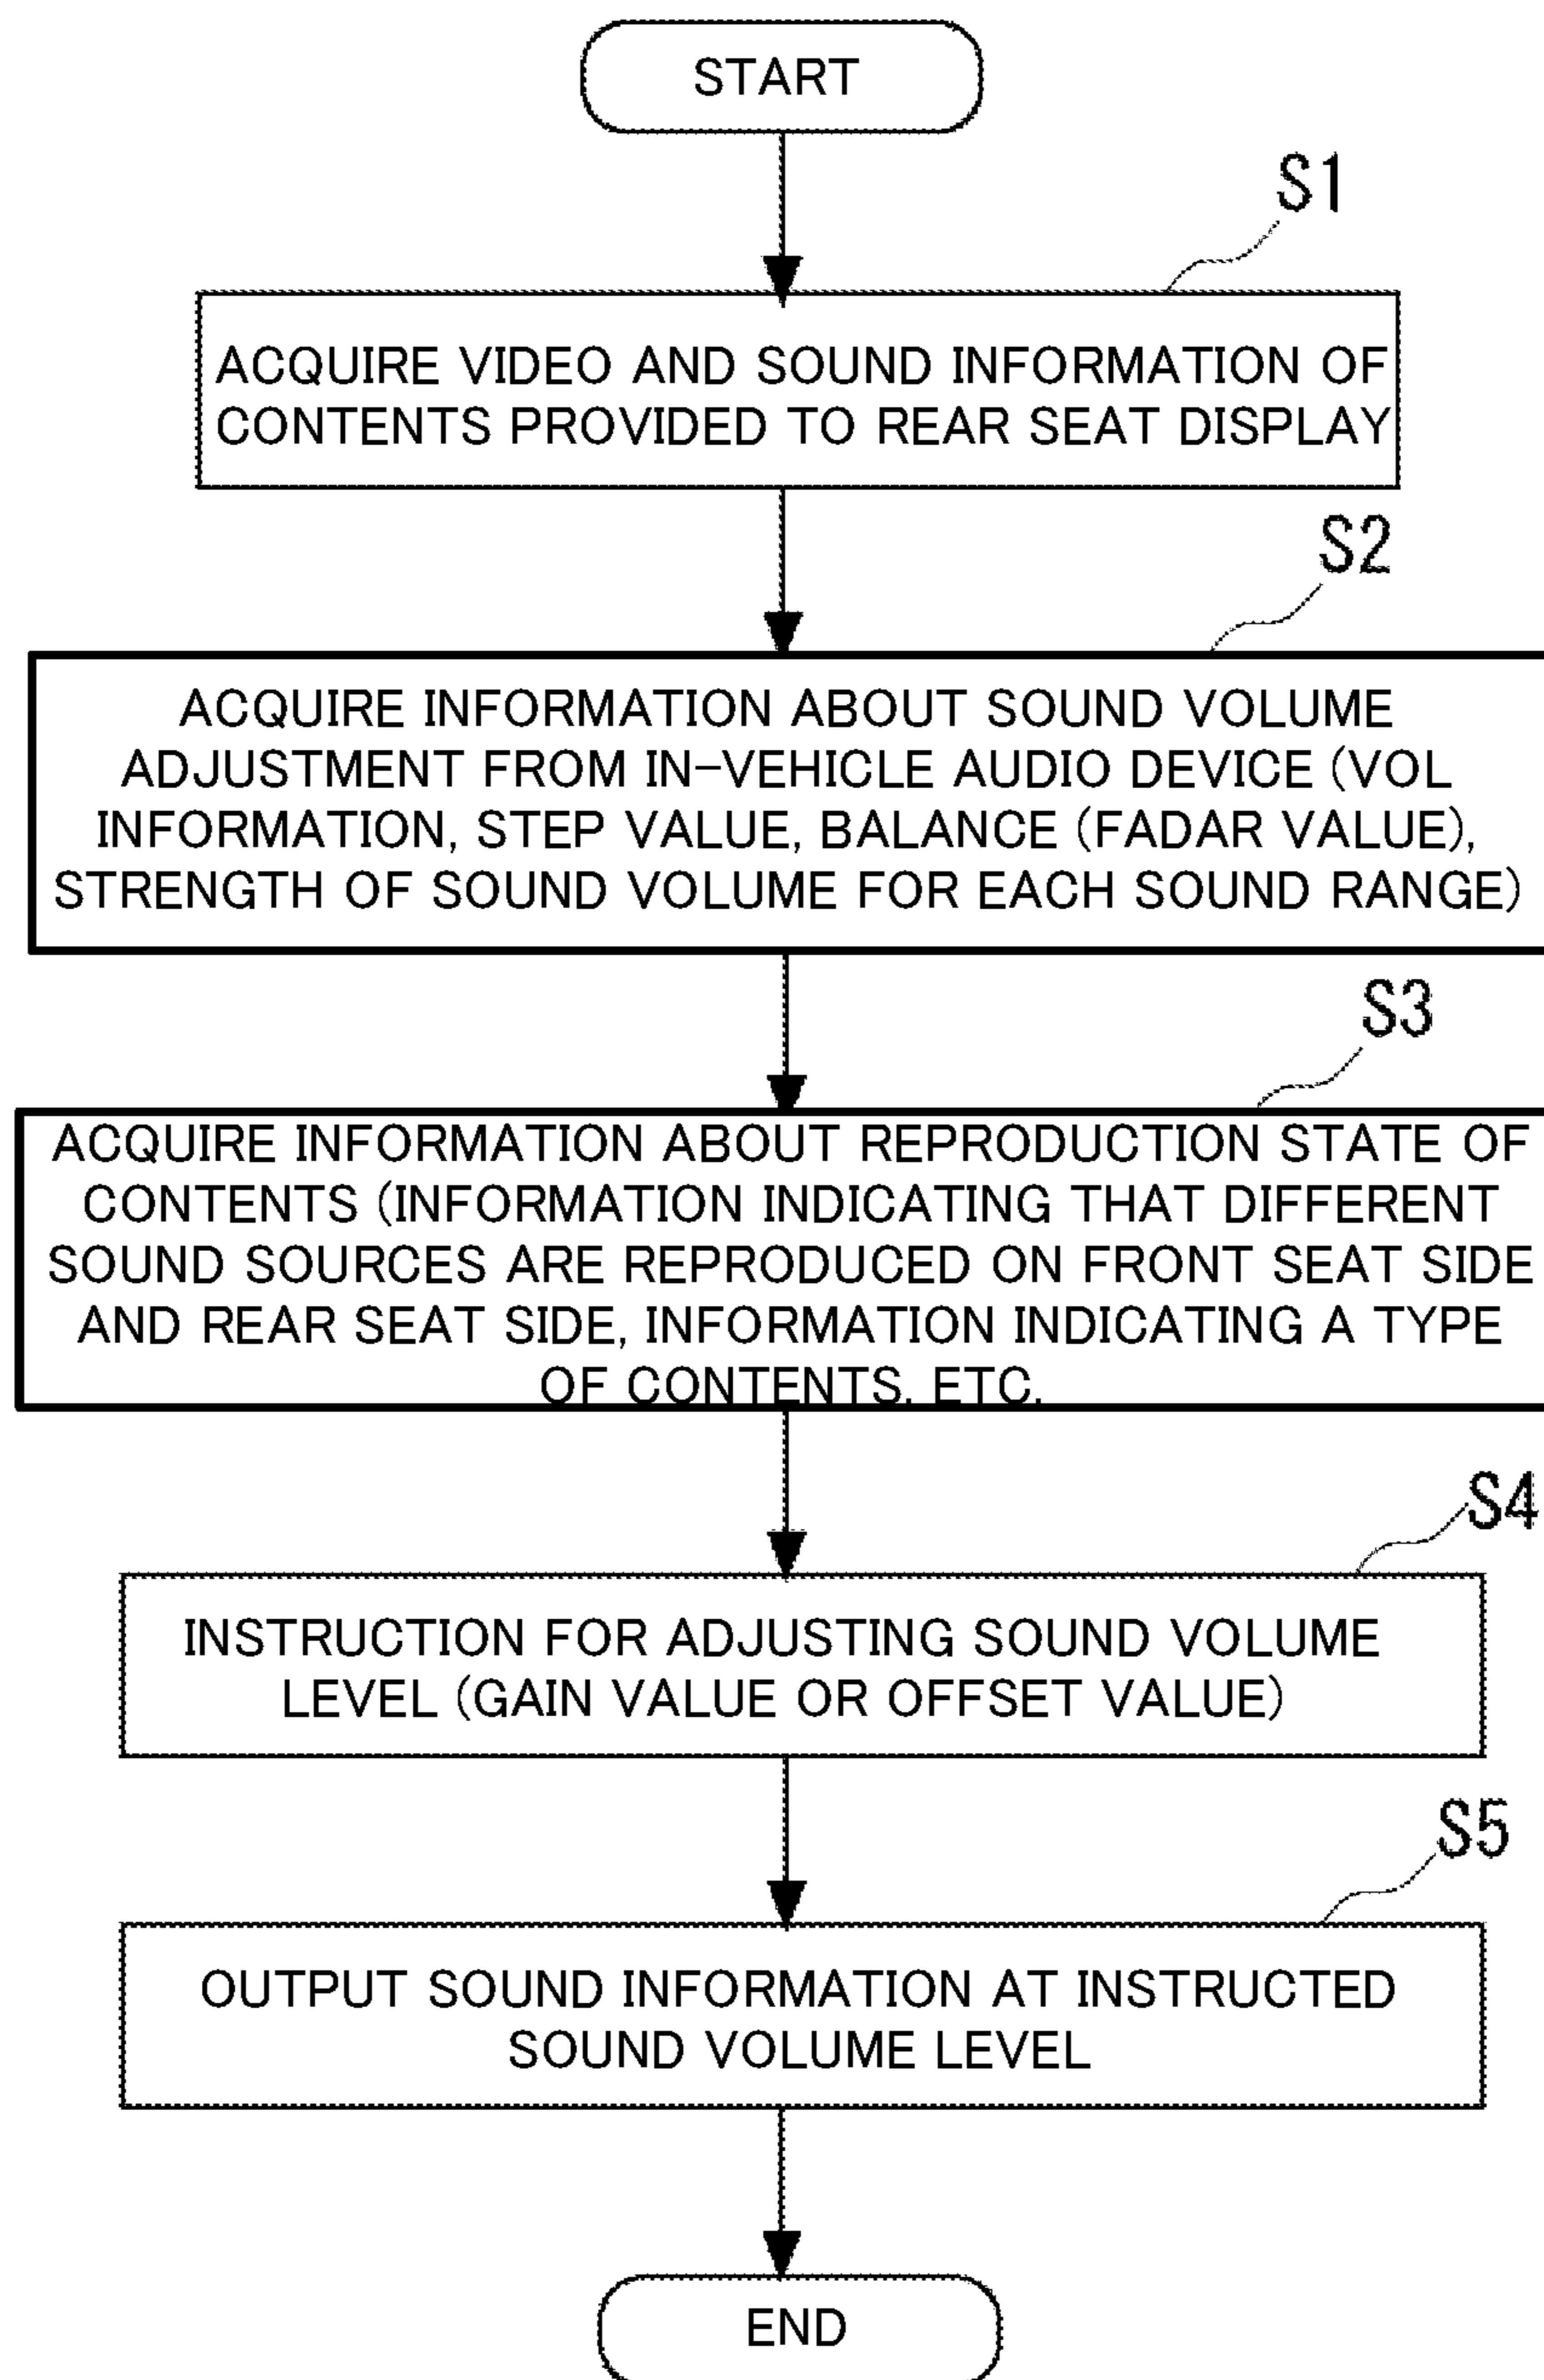 START
S1
ACQUIRE VIDEO AND SOUND INFORMATION OF
CONTENTS PROVIDED TO REAR SEAT DISPLAY
S2
ACQUIRE INFORMATION ABOUT SOUND VOLUME
ADJUSTMENT FROM IN-VEHICLE AUDIO DEVICE (VOL
INFORMATION, STEP VALUE, BALANCE (FADAR VALUE),
STRENGTH OF SOUND VOLUME FOR EACH SOUND RANGE)
S3
ACQUIRE INFORMATION ABOUT REPRODUCTION STATE OF
CONTENTS (INFORMATION INDICATING THAT DIFFERENT
SOUND SOURCES ARE REPRODUCED ON FRONT SEAT SIDE
AND REAR SEAT SIDE, INFORMATION INDICATING A TYPE
OF CONTENTS, ETC.
S4
INSTRUCTION FOR ADJUSTING SOUND VOLUME
LEVEL (GAIN VALUE OR OFFSET VALUE)
S5
OUTPUT SOUND INFORMATION AT INSTRUCTED
SOUND VOLUME LEVEL
END